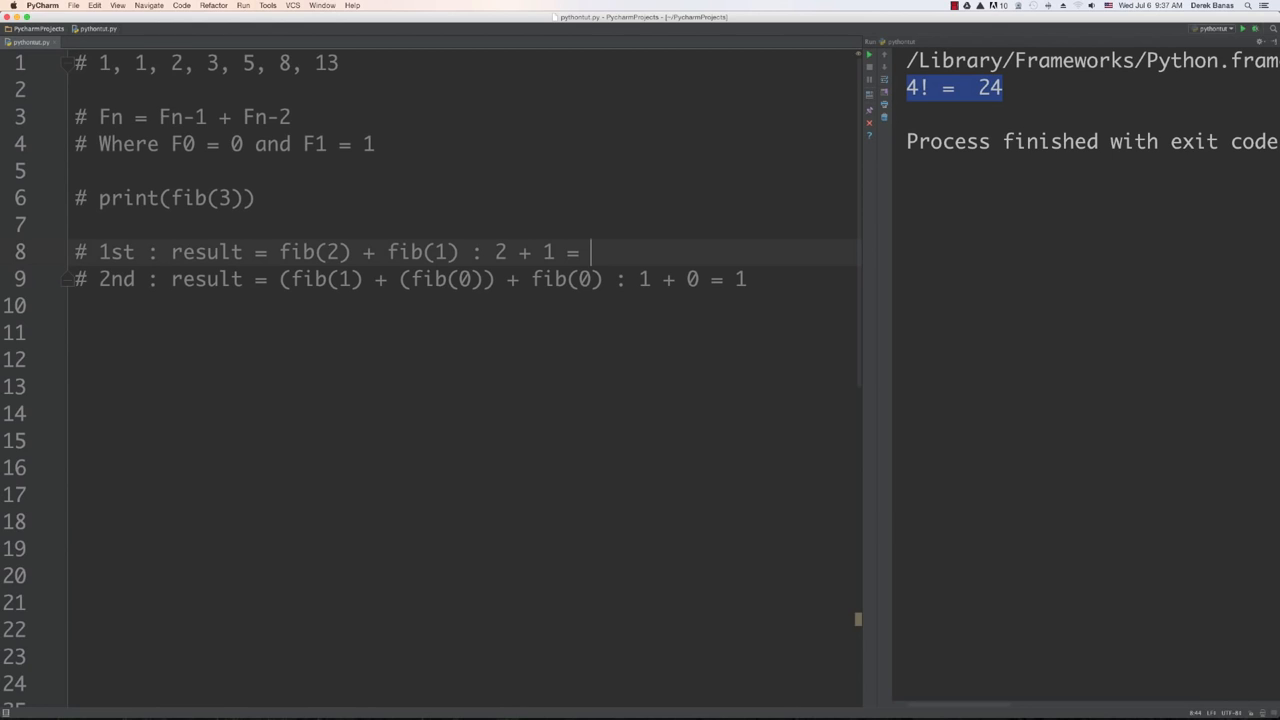 PyCharm File Edit View Navigate Code Refactor Run Tools VCS Window Help 10 Wed Jul 6 9:37 AM Derek Banas
pythontut.py - PycharmProjects - [~/PycharmProjects]
PycharmProjects pythontut.py pythontut
pythontut.py Run pythontut
1 # 1, 1, 2, 3, 5, 8, 13
2
3 # Fn = Fn-1 + Fn-2
4 # Where F0 = 0 and F1 = 1
5
6 # print(fib(3))
7
8 # 1st : result = fib(2) + fib(1) : 2 + 1 =
9 # 2nd : result = (fib(1) + (fib(0)) + fib(0) : 1 + 0 = 1
10
11
12
13
14
15
16
17
18
19
20
21
22
23
24
/Library/Frameworks/Python.fram
4! =  24
Process finished with exit code
8:44 LF÷ UTF-8÷